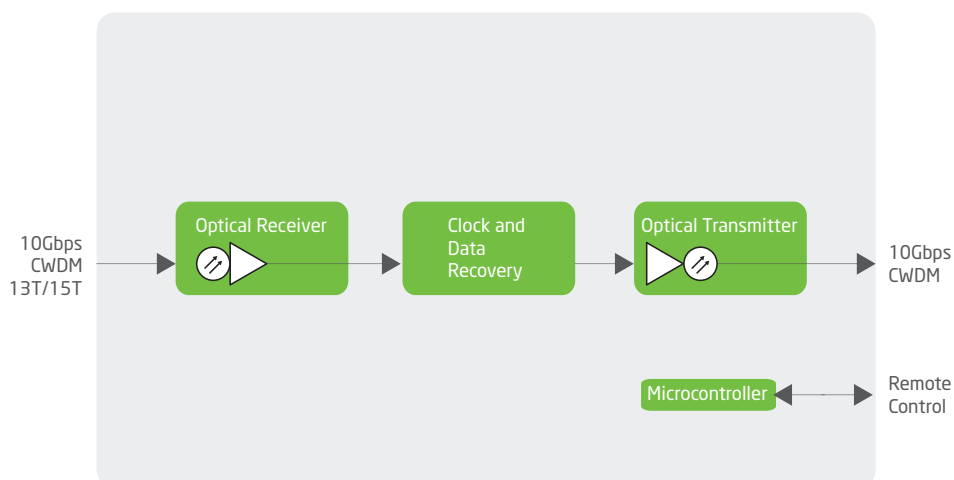 10Gbps
CWDM
13T/15T
Optical Receiver
Clock and
Data
Recovery
Optical Transmitter
10Gbps
CWDM
Microcontroller
Remote
Control